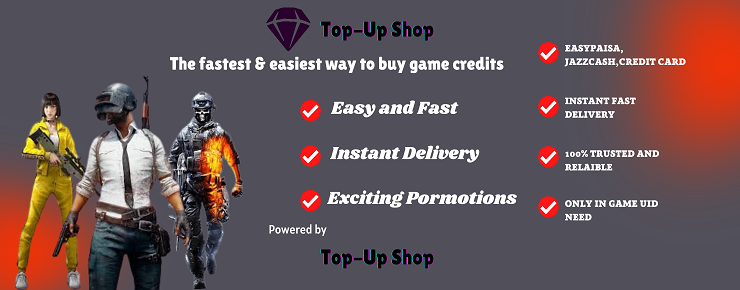 Top-Up Shop
The fastest & easiest way to buy game credits
Easy and Fast
Instant Delivery
Exciting Pormotions
Powered by
Top-Up Shop
EASYPAISA,
JAZZCASH,CREDIT CARD
INSTANT FAST
DELIVERY
100% TRUSTED AND
RELAIBLE
ONLY IN GAME UID
NEED